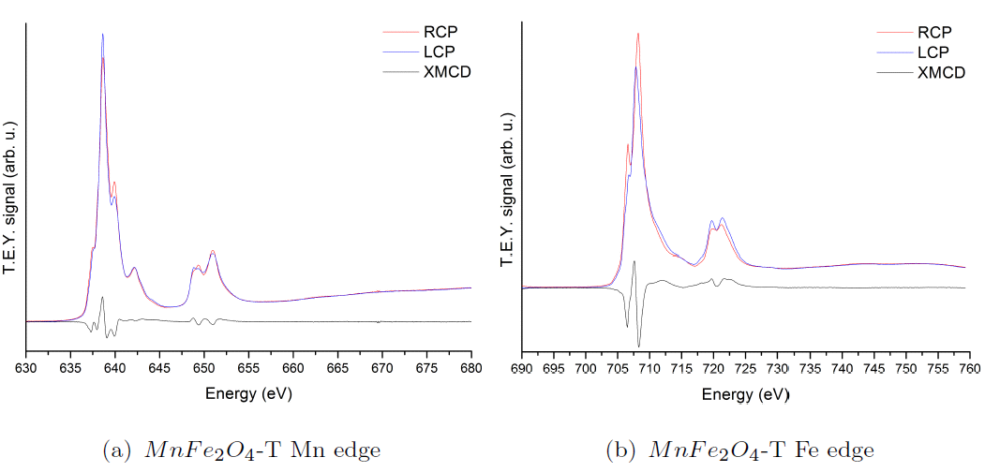 T.E.Y. signal (arb. u.)
RCP
LCP
XMCD
630 635 640 645 650 655 660 665 670 675 680
Energy (eV)
(a) MnFe₂O₄-T Mn edge
T.E.Y. signal (arb. u.)
RCP
LCP
XMCD
690 695 700 705 710 715 720 725 730 735 740 745 750 755 760
Energy (eV)
(b) MnFe₂O₄-T Fe edge